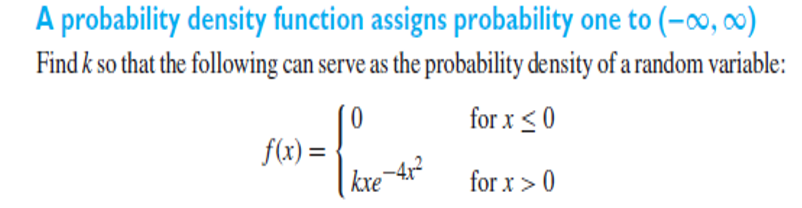 A probability density function assigns probability one to (−∞, ∞)
Find k so that the following can serve as the probability density of a random variable:
f(x) = { 0 for x ≤ 0
kxe^{−4x²} for x > 0